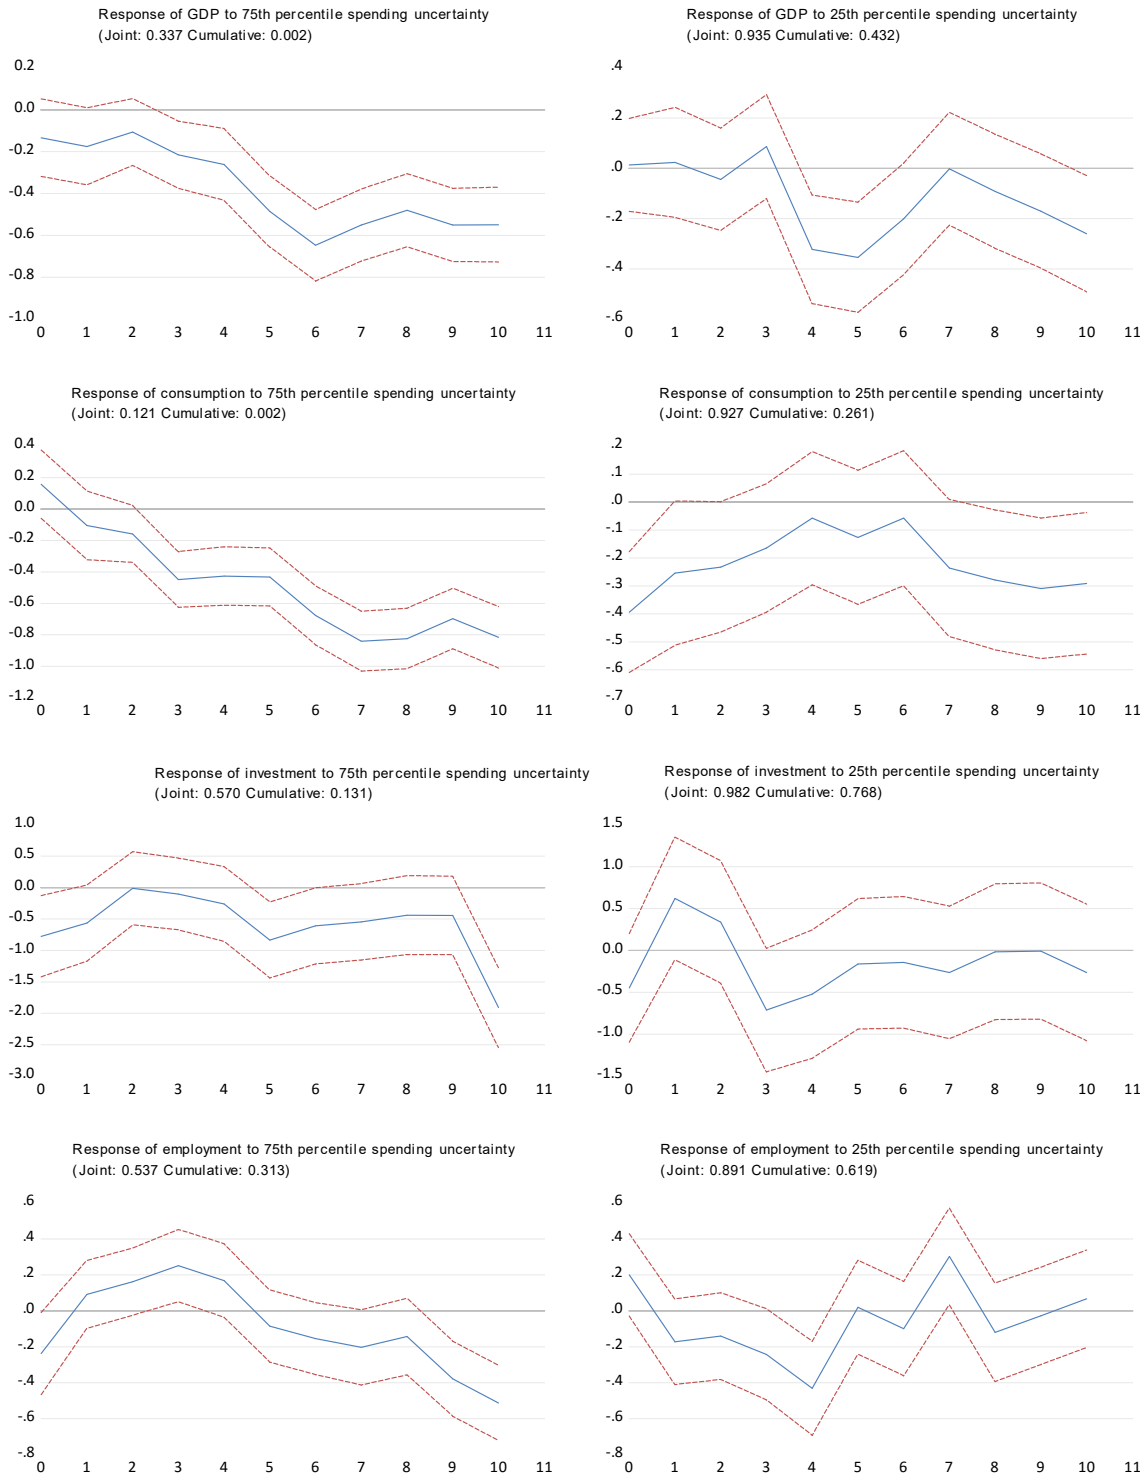 Response of GDP to 75th percentile spending uncertainty
(Joint: 0.337 Cumulative: 0.002)
0.2
0.0
-0.2
-0.4
-0.6
-0.8
-1.0
0 1 2 3 4 5 6 7 8 9 10 11
Response of GDP to 25th percentile spending uncertainty
(Joint: 0.935 Cumulative: 0.432)
.4
.2
.0
-.2
-.4
-.6
0 1 2 3 4 5 6 7 8 9 10 11
Response of consumption to 75th percentile spending uncertainty
(Joint: 0.121 Cumulative: 0.002)
0.4
0.2
0.0
-0.2
-0.4
-0.6
-0.8
-1.0
-1.2
0 1 2 3 4 5 6 7 8 9 10 11
Response of consumption to 25th percentile spending uncertainty
(Joint: 0.927 Cumulative: 0.261)
.2
.1
.0
-.1
-.2
-.3
-.4
-.5
-.6
-.7
0 1 2 3 4 5 6 7 8 9 10 11
Response of investment to 75th percentile spending uncertainty
(Joint: 0.570 Cumulative: 0.131)
1.0
0.5
0.0
-0.5
-1.0
-1.5
-2.0
-2.5
-3.0
0 1 2 3 4 5 6 7 8 9 10 11
Response of investment to 25th percentile spending uncertainty
(Joint: 0.982 Cumulative: 0.768)
1.5
1.0
0.5
0.0
-0.5
-1.0
-1.5
0 1 2 3 4 5 6 7 8 9 10 11
Response of employment to 75th percentile spending uncertainty
(Joint: 0.537 Cumulative: 0.313)
.6
.4
.2
.0
-.2
-.4
-.6
-.8
0 1 2 3 4 5 6 7 8 9 10 11
Response of employment to 25th percentile spending uncertainty
(Joint: 0.891 Cumulative: 0.619)
.6
.4
.2
.0
-.2
-.4
-.6
-.8
0 1 2 3 4 5 6 7 8 9 10 11